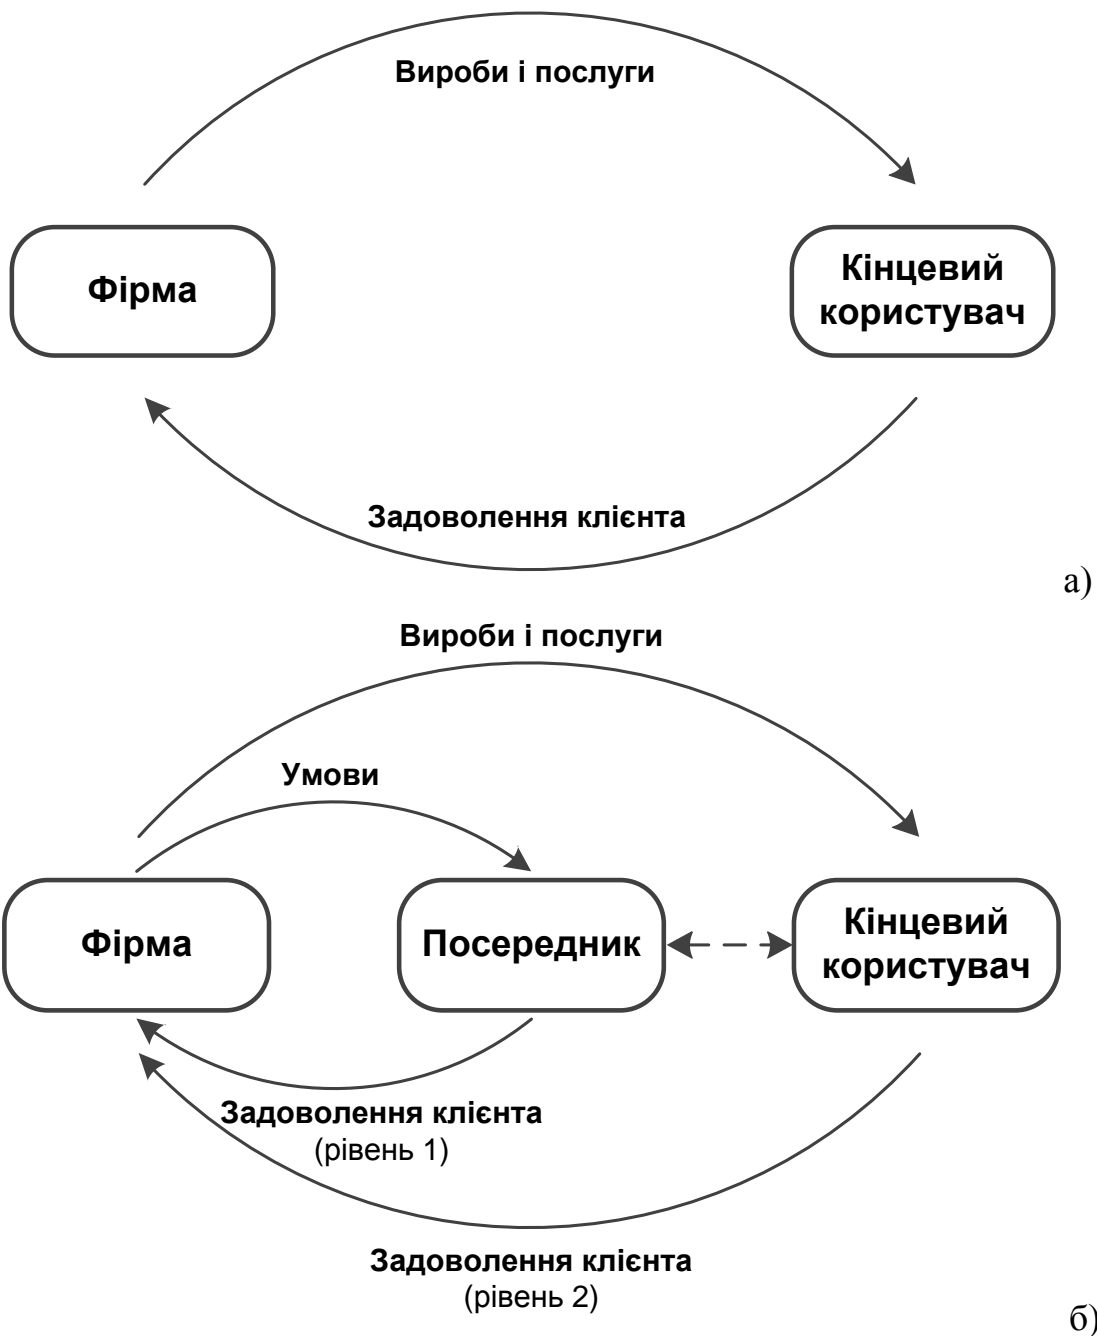 Вироби і послуги
Фірма
Кінцевий
користувач
Задоволення клієнта
а)
Вироби і послуги
Умови
Фірма
Посередник
Кінцевий
користувач
Задоволення клієнта
(рівень 1)
Задоволення клієнта
(рівень 2)
б)